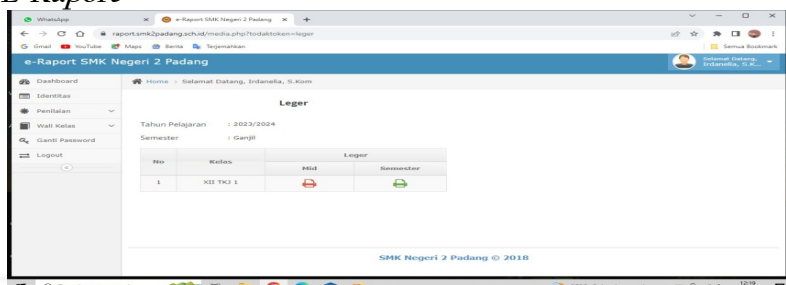 E-Raport
WhatsApp
e-Raport SMK Negeri 2 Padang
raport.smk2padang.sch.id/media.php?todaktoken=leger
Gmail YouTube Maps Berita Terjemahkan Semua Bookmark
e-Raport SMK Negeri 2 Padang
Selamat Datang,
Irdanella, S.K...
Dashboard
Identitas
Penilaian
Wali Kelas
Ganti Password
Logout
Home Selamat Datang, Irdanella, S.Kom
Leger
Tahun Pelajaran : 2023/2024
Semester : Ganjil
No Kelas Leger
Mid Semester
1 XII TKJ 1
SMK Negeri 2 Padang © 2018
12:19